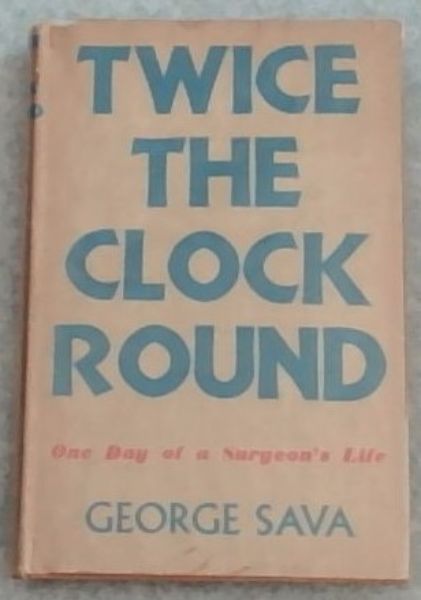 TWICE
THE
CLOCK
ROUND
One Day of a Surgeon's Life
GEORGE SAVA